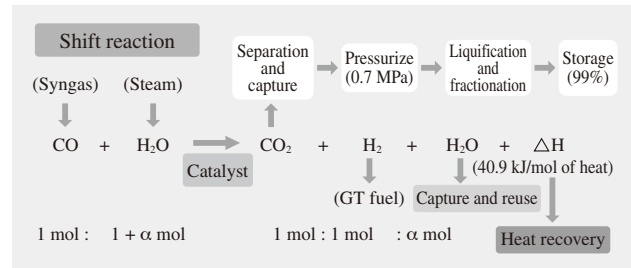 Shift reaction
(Syngas)
(Steam)
Separation
and
capture
Pressurize
(0.7 MPa)
Liquification
and
fractionation
Storage
(99%)
CO + H₂O CO₂ + H₂ + H₂O + △H
Catalyst
(40.9 kJ/mol of heat)
(GT fuel)
Capture and reuse
Heat recovery
1 mol : 1 + α mol 1 mol : 1 mol : α mol